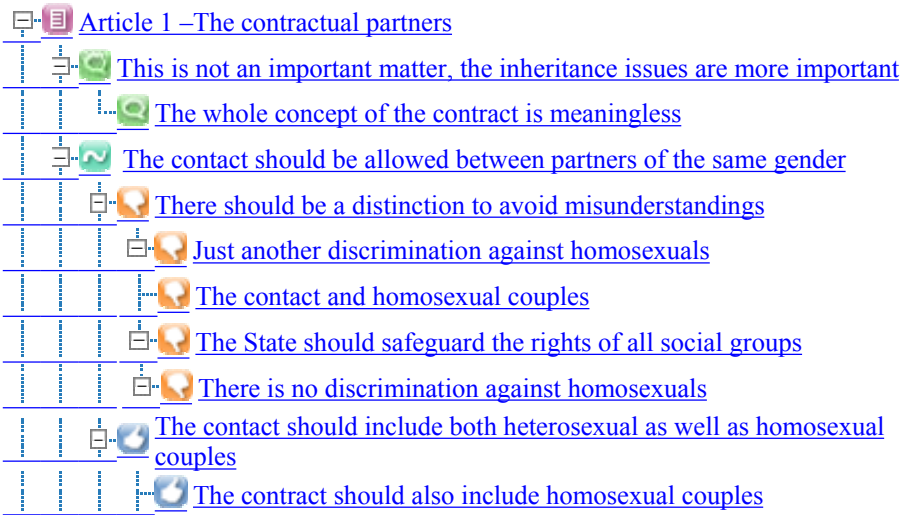 Article 1 –The contractual partners
This is not an important matter, the inheritance issues are more important
The whole concept of the contract is meaningless
The contact should be allowed between partners of the same gender
There should be a distinction to avoid misunderstandings
Just another discrimination against homosexuals
The contact and homosexual couples
The State should safeguard the rights of all social groups
There is no discrimination against homosexuals
The contact should include both heterosexual as well as homosexual
couples
The contract should also include homosexual couples